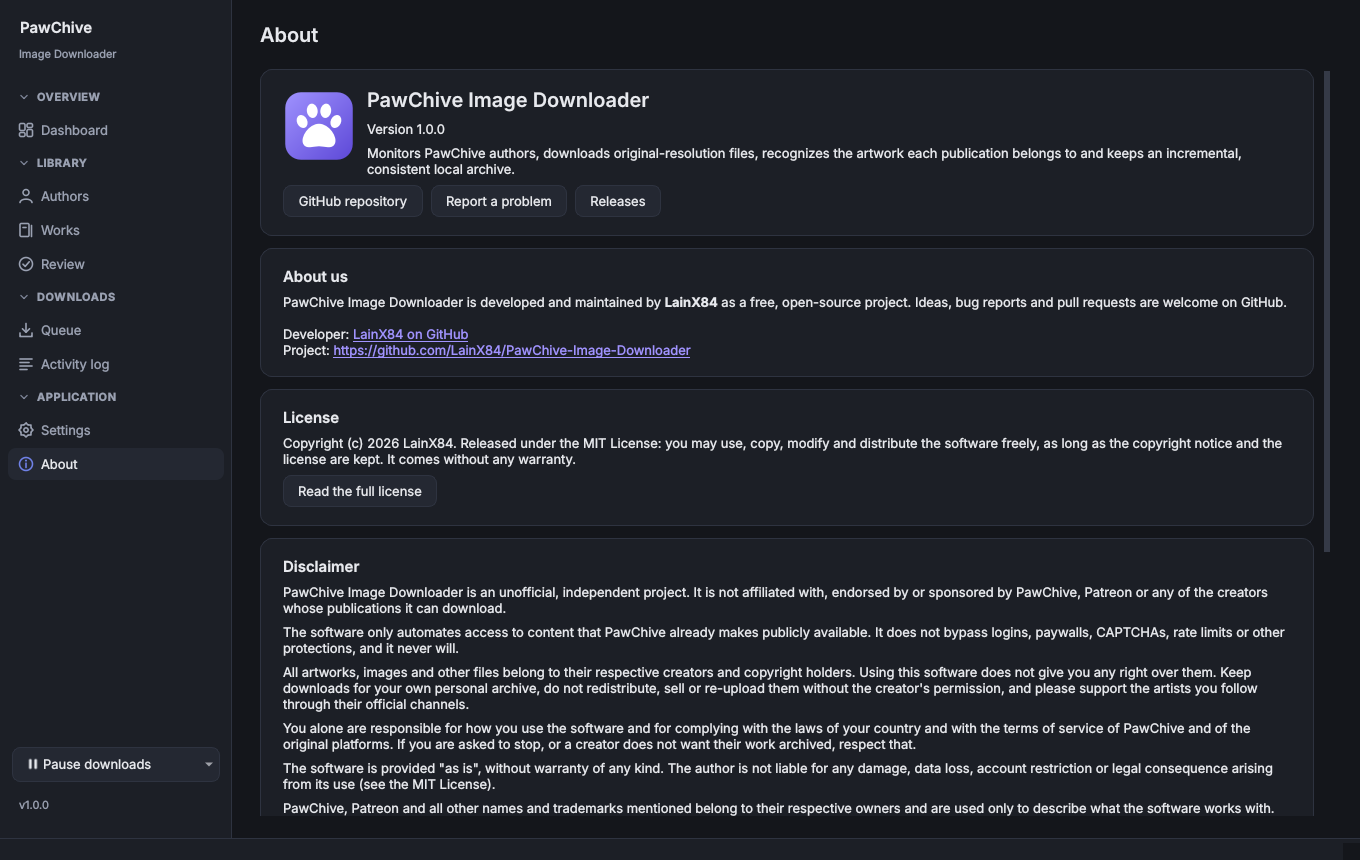 PawChive
Image Downloader
OVERVIEW
Dashboard
LIBRARY
Authors
Works
Review
DOWNLOADS
Queue
Activity log
APPLICATION
Settings
About
Pause downloads
v1.0.0
About
PawChive Image Downloader
Version 1.0.0
Monitors PawChive authors, downloads original-resolution files, recognizes the artwork each publication belongs to and keeps an incremental,
consistent local archive.
GitHub repository
Report a problem
Releases
About us
PawChive Image Downloader is developed and maintained by LainX84 as a free, open-source project. Ideas, bug reports and pull requests are welcome on GitHub.
Developer: LainX84 on GitHub
Project: https://github.com/LainX84/PawChive-Image-Downloader
License
Copyright (c) 2026 LainX84. Released under the MIT License: you may use, copy, modify and distribute the software freely, as long as the copyright notice and the
license are kept. It comes without any warranty.
Read the full license
Disclaimer
PawChive Image Downloader is an unofficial, independent project. It is not affiliated with, endorsed by or sponsored by PawChive, Patreon or any of the creators
whose publications it can download.
The software only automates access to content that PawChive already makes publicly available. It does not bypass logins, paywalls, CAPTCHAs, rate limits or other
protections, and it never will.
All artworks, images and other files belong to their respective creators and copyright holders. Using this software does not give you any right over them. Keep
downloads for your own personal archive, do not redistribute, sell or re-upload them without the creator's permission, and please support the artists you follow
through their official channels.
You alone are responsible for how you use the software and for complying with the laws of your country and with the terms of service of PawChive and of the
original platforms. If you are asked to stop, or a creator does not want their work archived, respect that.
The software is provided "as is", without warranty of any kind. The author is not liable for any damage, data loss, account restriction or legal consequence arising
from its use (see the MIT License).
PawChive, Patreon and all other names and trademarks mentioned belong to their respective owners and are used only to describe what the software works with.